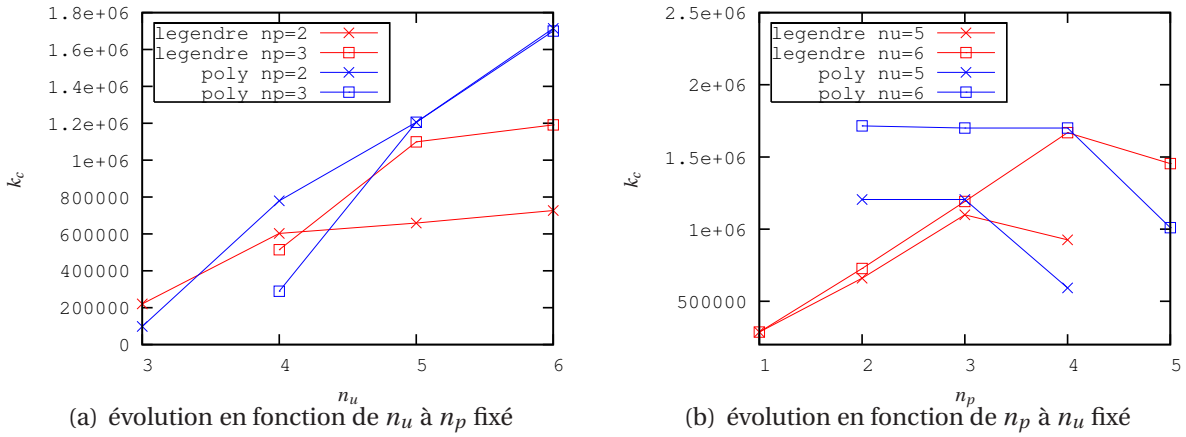 1.8e+06
1.6e+06
1.4e+06
1.2e+06
1e+06
800000
600000
400000
200000
0
k_c
legendre np=2
legendre np=3
poly np=2
poly np=3
3 4 5 6
n_u
(a) évolution en fonction de n_u à n_p fixé
2.5e+06
2e+06
1.5e+06
1e+06
500000
k_c
legendre nu=5
legendre nu=6
poly nu=5
poly nu=6
1 2 3 4 5
n_p
(b) évolution en fonction de n_p à n_u fixé